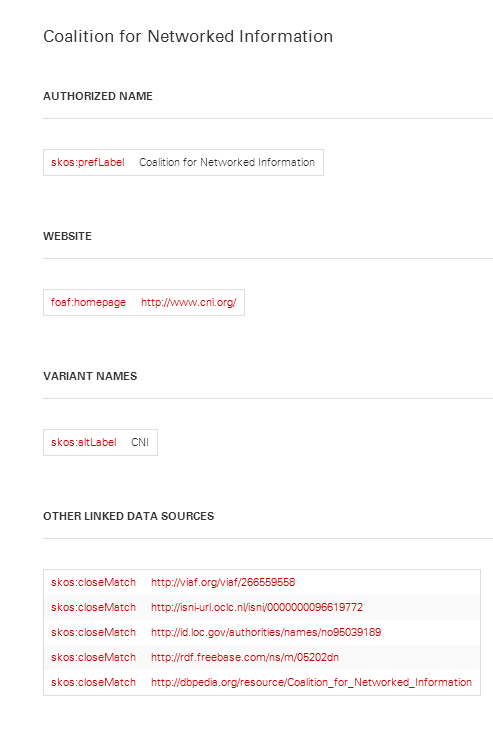 Coalition for Networked Information
AUTHORIZED NAME
skos:prefLabel Coalition for Networked Information
WEBSITE
foaf:homepage http://www.cni.org/
VARIANT NAMES
skos:altLabel CNI
OTHER LINKED DATA SOURCES
skos:closeMatch http://viaf.org/viaf/266559558
skos:closeMatch http://isni-url.oclc.nl/isni/0000000096619772
skos:closeMatch http://id.loc.gov/authorities/names/no95039189
skos:closeMatch http://rdf.freebase.com/ns/m/05202dn
skos:closeMatch http://dbpedia.org/resource/Coalition_for_Networked_Information